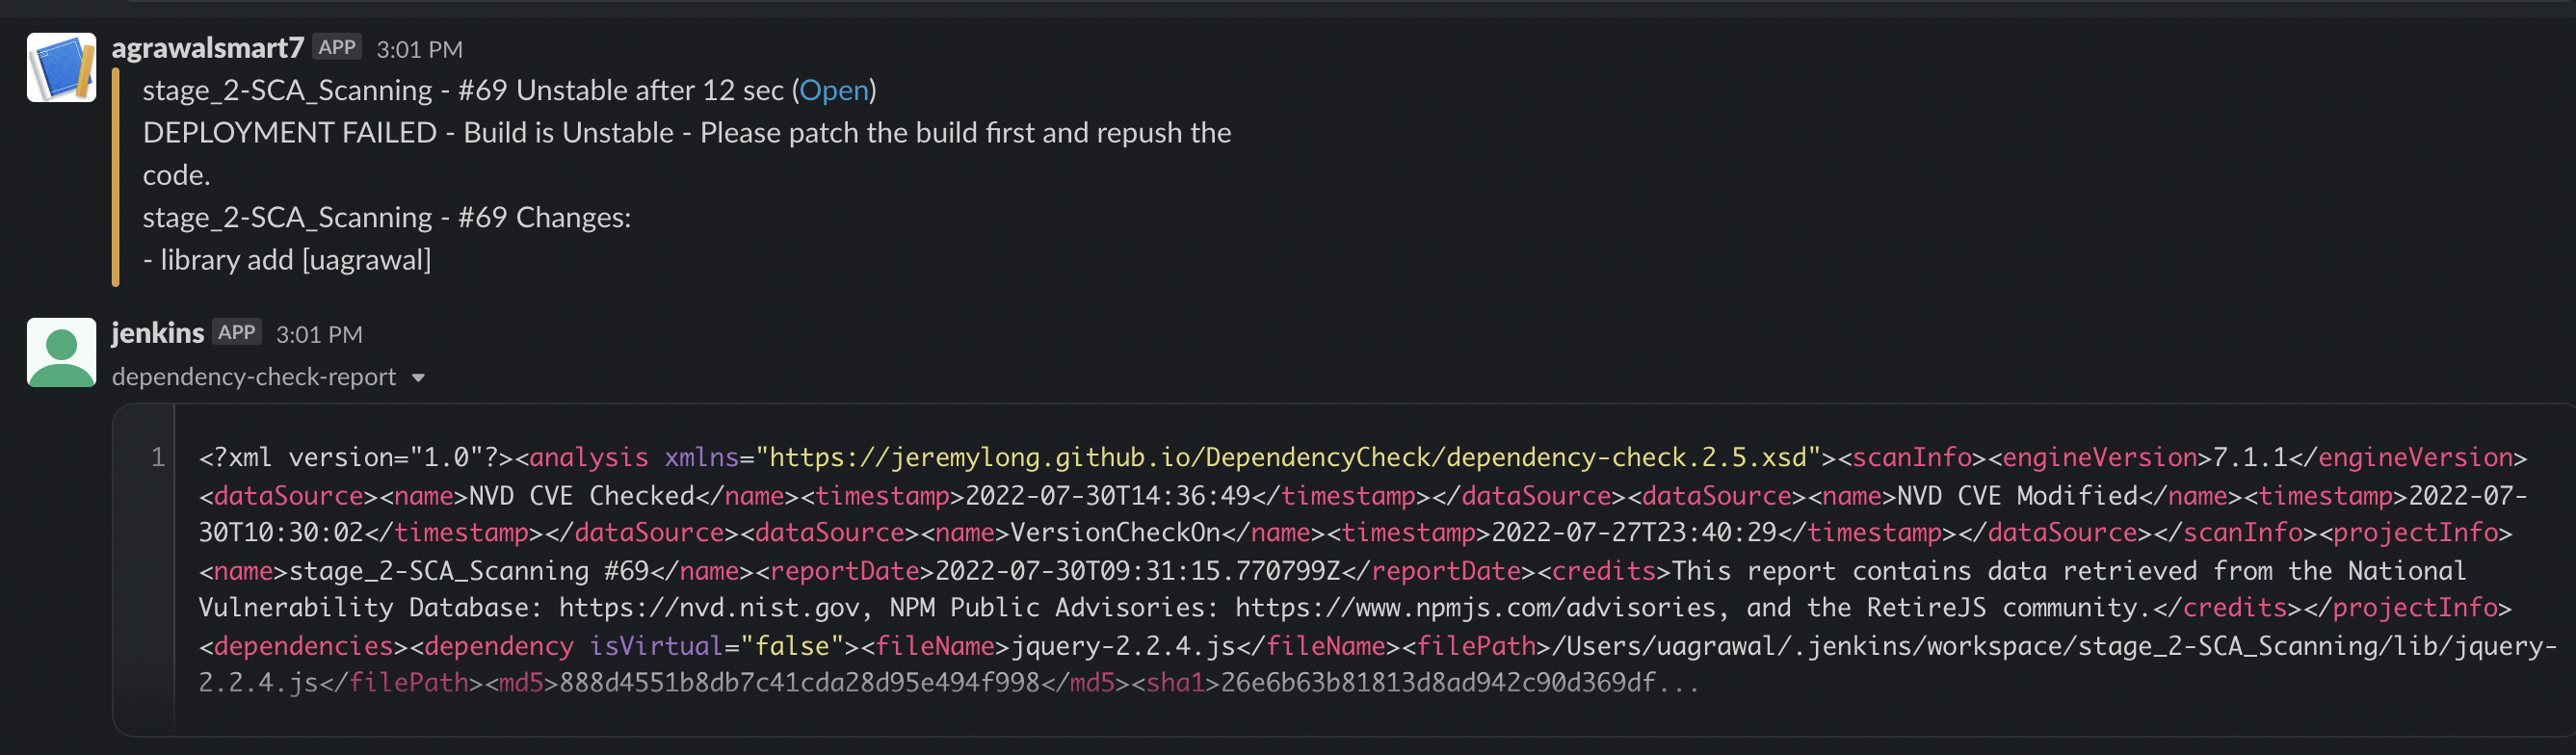 agrawalsmart7 APP 3:01 PM
stage_2-SCA_Scanning - #69 Unstable after 12 sec (Open)
DEPLOYMENT FAILED - Build is Unstable - Please patch the build first and repush the
code.
stage_2-SCA_Scanning - #69 Changes:
- library add [uagrawal]
jenkins APP 3:01 PM
dependency-check-report
1 <?xml version="1.0"?><analysis xmlns="https://jeremylong.github.io/DependencyCheck/dependency-check.2.5.xsd"><scanInfo><engineVersion>7.1.1</engineVersion>
<dataSource><name>NVD CVE Checked</name><timestamp>2022-07-30T14:36:49</timestamp></dataSource><dataSource><name>NVD CVE Modified</name><timestamp>2022-07-
30T10:30:02</timestamp></dataSource><dataSource><name>VersionCheckOn</name><timestamp>2022-07-27T23:40:29</timestamp></dataSource></scanInfo><projectInfo>
<name>stage_2-SCA_Scanning #69</name><reportDate>2022-07-30T09:31:15.770799Z</reportDate><credits>This report contains data retrieved from the National
Vulnerability Database: https://nvd.nist.gov, NPM Public Advisories: https://www.npmjs.com/advisories, and the RetireJS community.</credits></projectInfo>
<dependencies><dependency isVirtual="false"><fileName>jquery-2.2.4.js</fileName><filePath>/Users/uagrawal/.jenkins/workspace/stage_2-SCA_Scanning/lib/jquery-
2.2.4.js</filePath><md5>888d4551b8db7c41cda28d95e494f998</md5><sha1>26e6b63b81813d8ad942c90d369df...